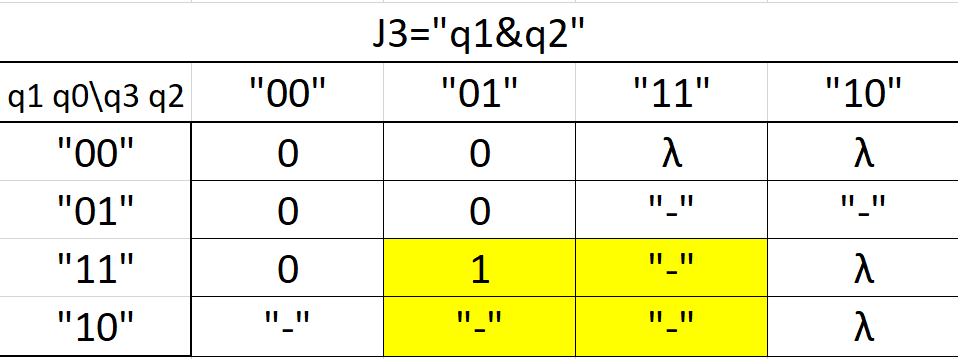 J3="q1&q2"
q1 q0\q3 q2 "00" "01" "11" "10"
"00" 0 0 λ λ
"01" 0 0 "-" "-"
"11" 0 1 "-" λ
"10" "-" "-" "-" λ